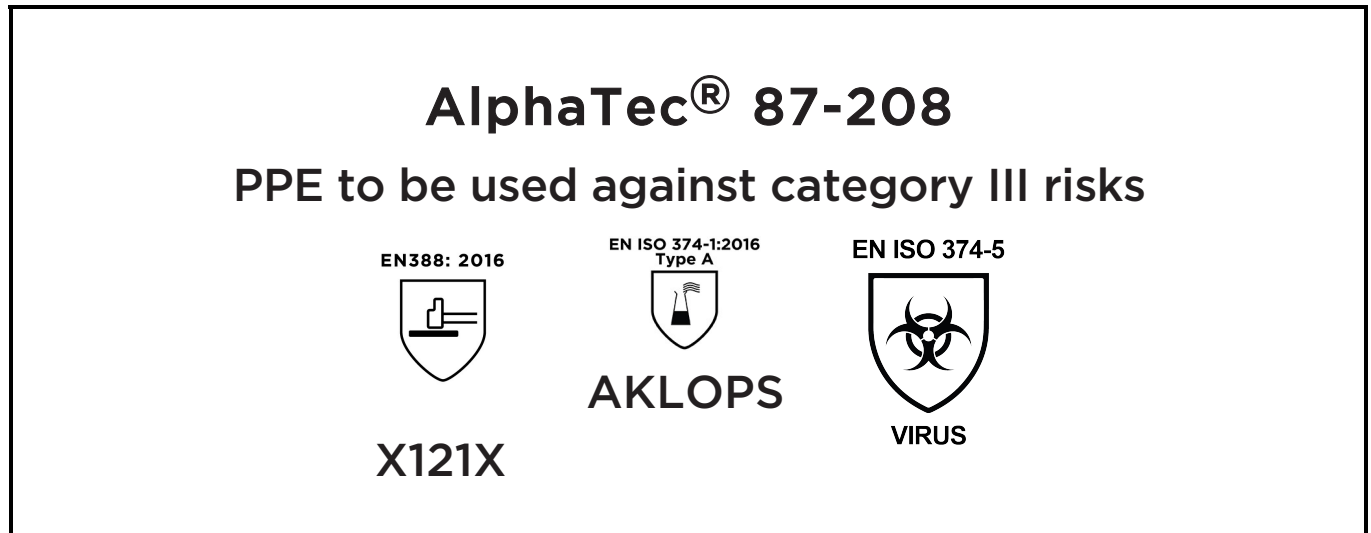 AlphaTec® 87-208
PPE to be used against category III risks
EN388: 2016
X121X
EN ISO 374-1:2016
Type A
AKLOPS
EN ISO 374-5
VIRUS